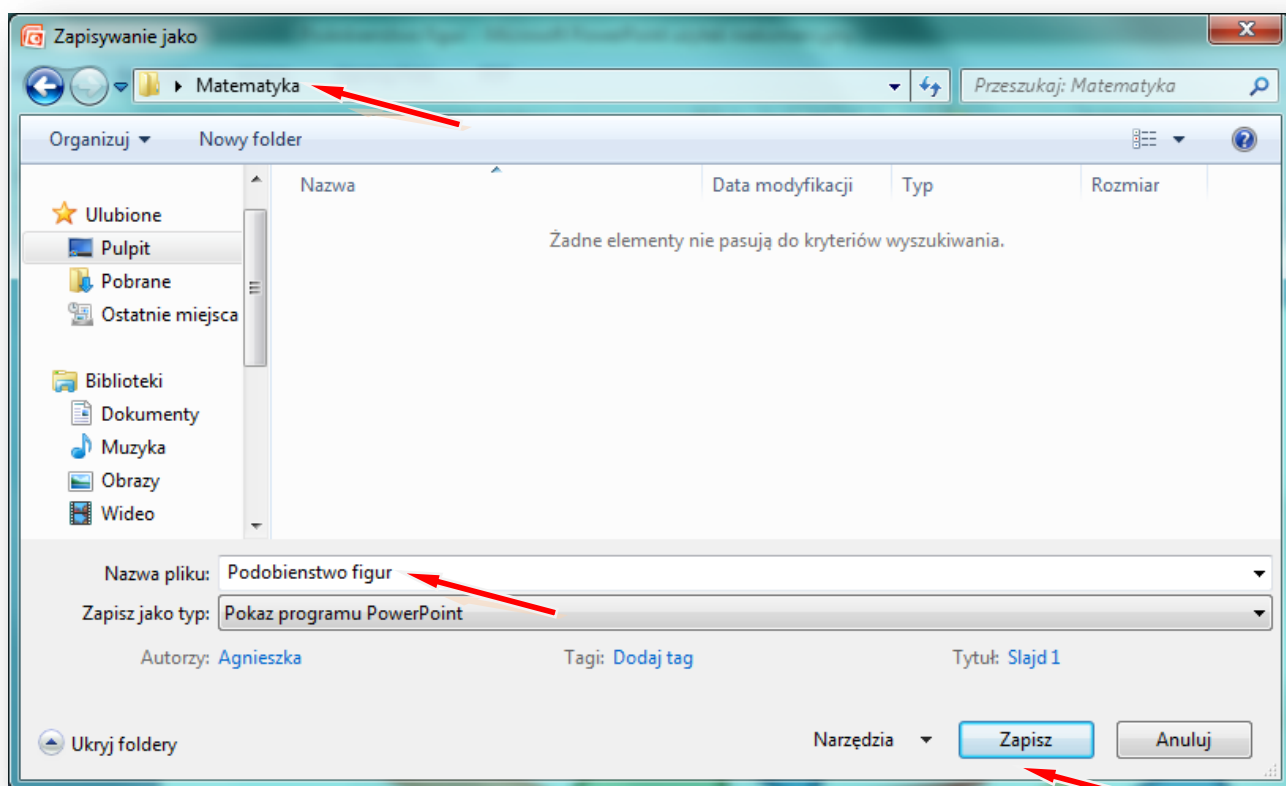 Zapisywanie jako
Matematyka
Przeszukaj: Matematyka
Organizuj
Nowy folder
Nazwa
Data modyfikacji
Typ
Rozmiar
Żadne elementy nie pasują do kryteriów wyszukiwania.
Ulubione
Pulpit
Pobrane
Ostatnie miejsca
Biblioteki
Dokumenty
Muzyka
Obrazy
Wideo
Nazwa pliku: Podobienstwo figur
Zapisz jako typ: Pokaz programu PowerPoint
Autorzy: Agnieszka
Tagi: Dodaj tag
Tytuł: Slajd 1
Ukryj foldery
Narzędzia
Zapisz
Anuluj